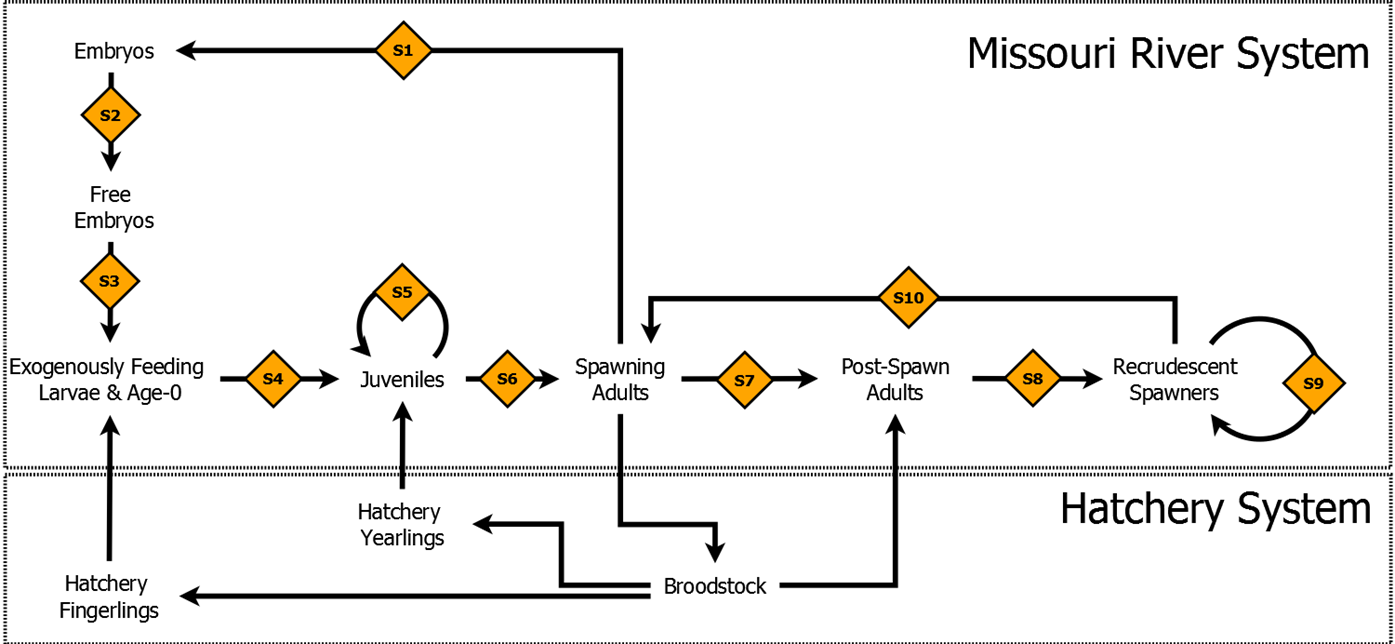 Missouri River System
Embryos
S1
S2
Free
Embryos
S3
S5
S10
Exogenously Feeding
Larvae & Age-0
S4
Juveniles
S6
Spawning
Adults
S7
Post-Spawn
Adults
S8
Recrudescent
Spawners
S9
Hatchery System
Hatchery
Yearlings
Broodstock
Hatchery
Fingerlings